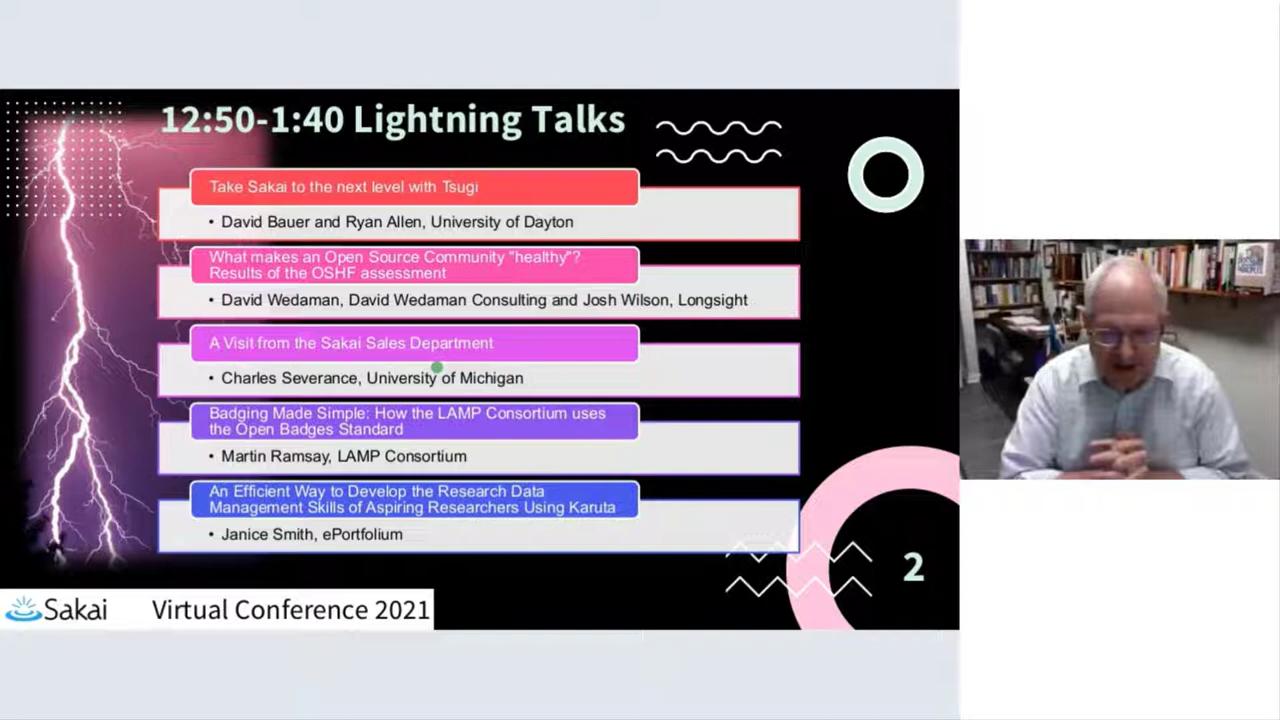 12:50-1:40 Lightning Talks
Take Sakai to the next level with Tsugi
• David Bauer and Ryan Allen, University of Dayton
What makes an Open Source Community "healthy"?
Results of the OSHF assessment
• David Wedaman, David Wedaman Consulting and Josh Wilson, Longsight
A Visit from the Sakai Sales Department
• Charles Severance, University of Michigan
Badging Made Simple: How the LAMP Consortium uses
the Open Badges Standard
• Martin Ramsay, LAMP Consortium
An Efficient Way to Develop the Research Data
Management Skills of Aspiring Researchers Using Karuta
• Janice Smith, ePortfolium
2
Sakai Virtual Conference 2021